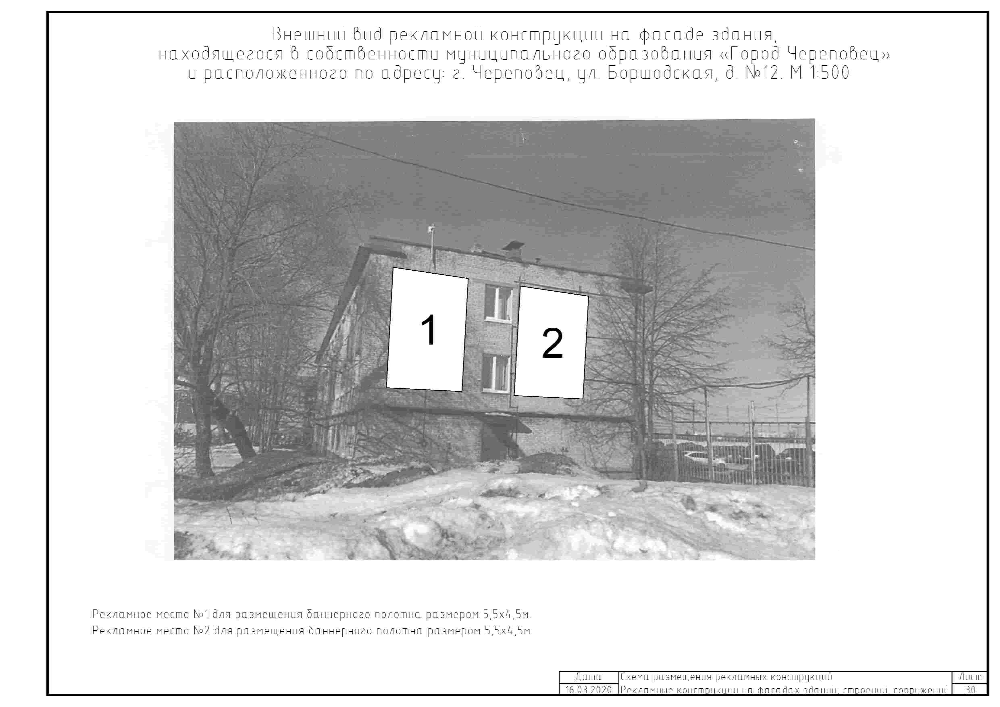 Внешний вид рекламной конструкции на фасаде здания,
находящегося в собственности муниципального образования «Город Череповец»
и расположенного по адресу: г. Череповец, ул. Боршодская, д. №12. М 1:500
1
2
Рекламное место №1 для размещения баннерного полотна размером 5,5х4,5м.
Рекламное место №2 для размещения баннерного полотна размером 5,5х4,5м.
Дата Схема размещения рекламных конструкций Лист
16.03.2020 Рекламные конструкции на фасадах зданий, строений, сооружений 30